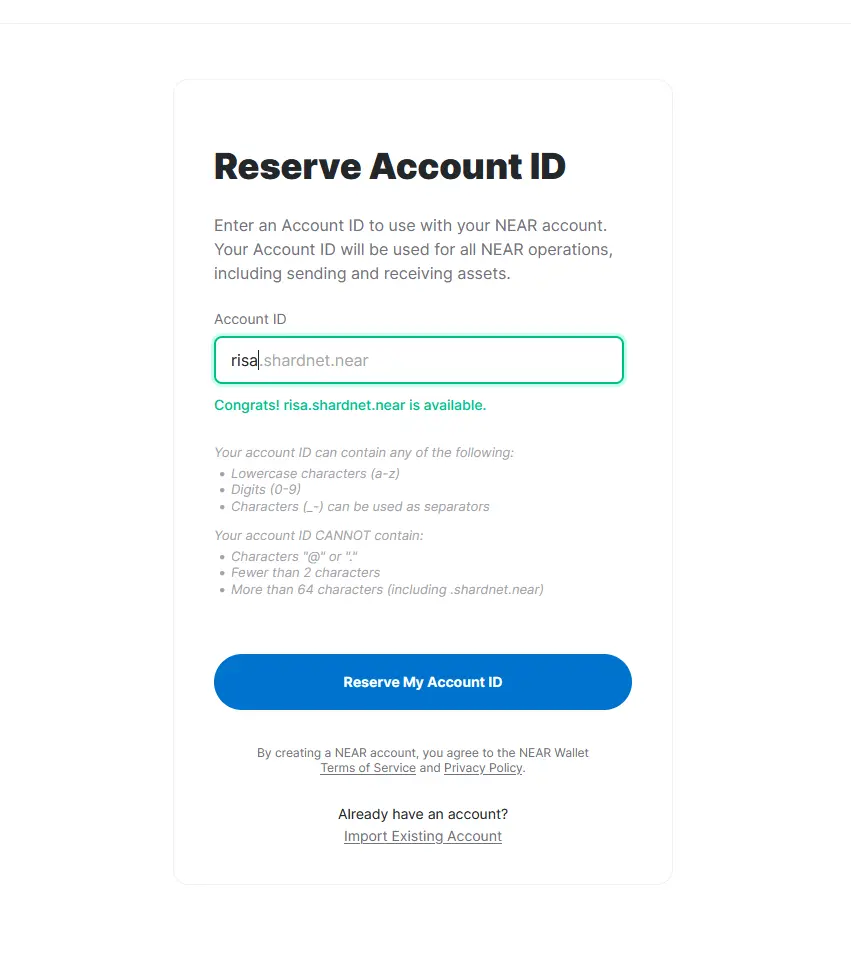 Reserve Account ID
Enter an Account ID to use with your NEAR account.
Your Account ID will be used for all NEAR operations,
including sending and receiving assets.
Account ID
risa.shardnet.near
Congrats! risa.shardnet.near is available.
Your account ID can contain any of the following:
• Lowercase characters (a-z)
• Digits (0-9)
• Characters (_-) can be used as separators
Your account ID CANNOT contain:
• Characters "@" or "."
• Fewer than 2 characters
• More than 64 characters (including .shardnet.near)
Reserve My Account ID
By creating a NEAR account, you agree to the NEAR Wallet
Terms of Service and Privacy Policy.
Already have an account?
Import Existing Account